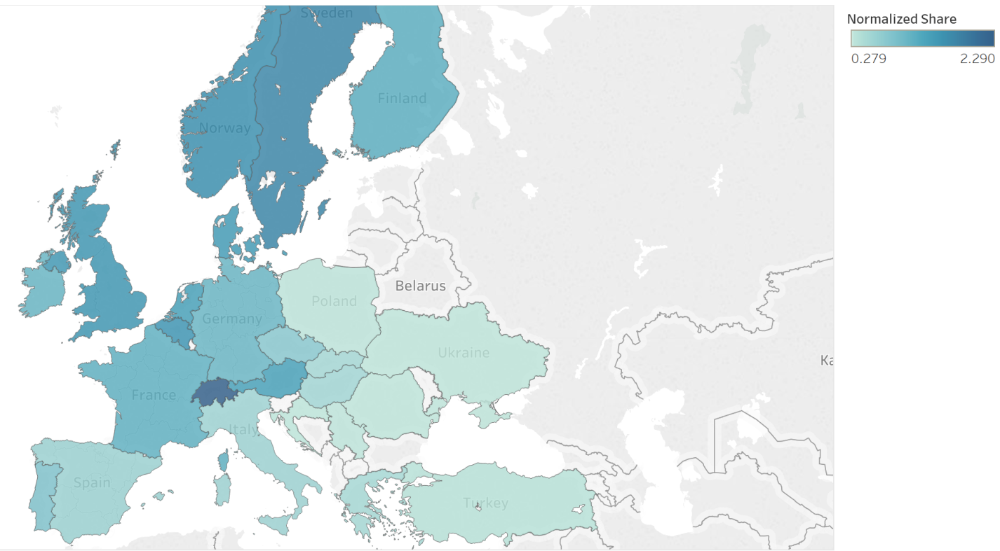 Sweden
Normalized Share
0.279 2.290
Finland
Norway
Belarus
Poland
Germany
Ukraine
Ka
France
Italy
Spain
Turkey